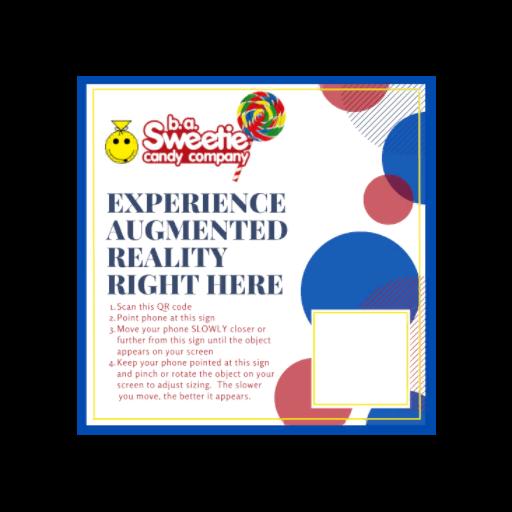 b.a.
Sweetie
candy company
EXPERIENCE
AUGMENTED
REALITY
RIGHT HERE
1. Scan this QR code
2. Point phone at this sign
3. Move your phone SLOWLY closer or
further from this sign until the object
appears on your screen
4. Keep your phone pointed at this sign
and pinch or rotate the object on your
screen to adjust sizing. The slower
you move, the better it appears.